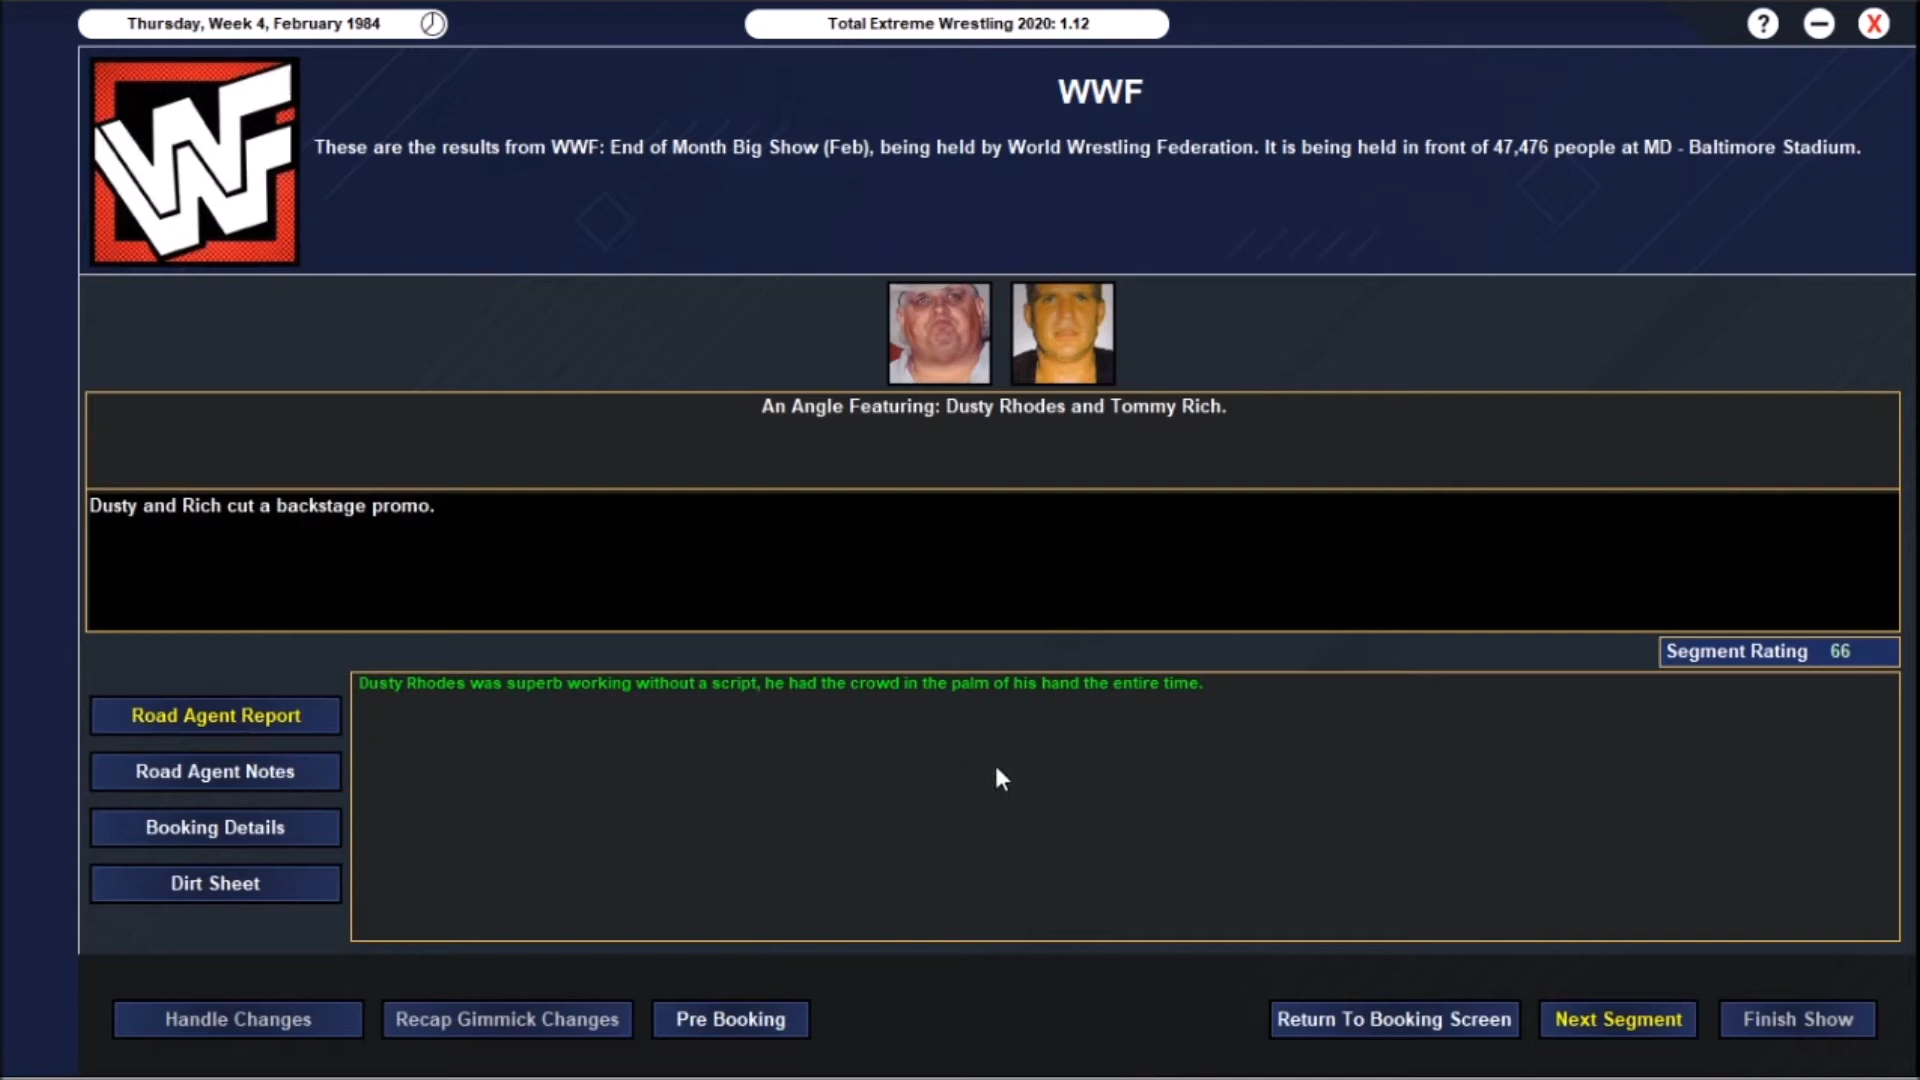 Thursday, Week 4, February 1984
Total Extreme Wrestling 2020: 1.12
?
X
WF
WWF
These are the results from WWF: End of Month Big Show (Feb), being held by World Wrestling Federation. It is being held in front of 47,476 people at MD - Baltimore Stadium.
An Angle Featuring: Dusty Rhodes and Tommy Rich.
Dusty and Rich cut a backstage promo.
Segment Rating 66
Dusty Rhodes was superb working without a script, he had the crowd in the palm of his hand the entire time.
Road Agent Report
Road Agent Notes
Booking Details
Dirt Sheet
Handle Changes
Recap Gimmick Changes
Pre Booking
Return To Booking Screen
Next Segment
Finish Show